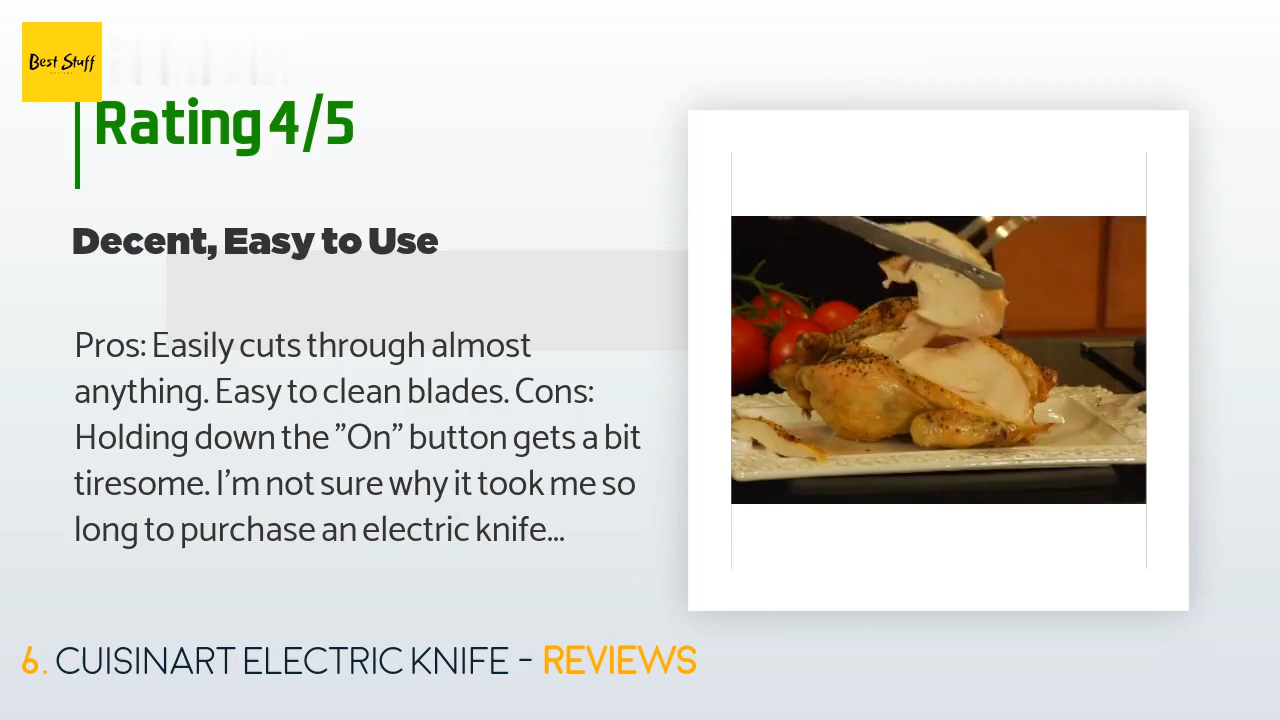 Best Stuff
Rating 4/5
Decent, Easy to Use
Pros: Easily cuts through almost
anything. Easy to clean blades. Cons:
Holding down the "On" button gets a bit
tiresome. I'm not sure why it took me so
long to purchase an electric knife...
6. CUISINART ELECTRIC KNIFE - REVIEWS